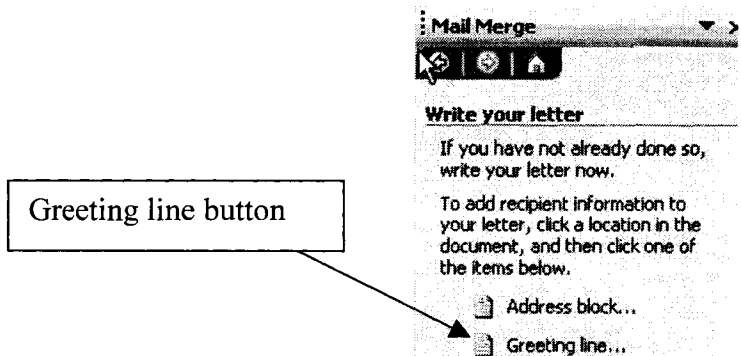 Mail Merge
Write your letter
If you have not already done so,
write your letter now.
To add recipient information to
your letter, click a location in the
document, and then click one of
the items below.
Greeting line button
Address block...
Greeting line...